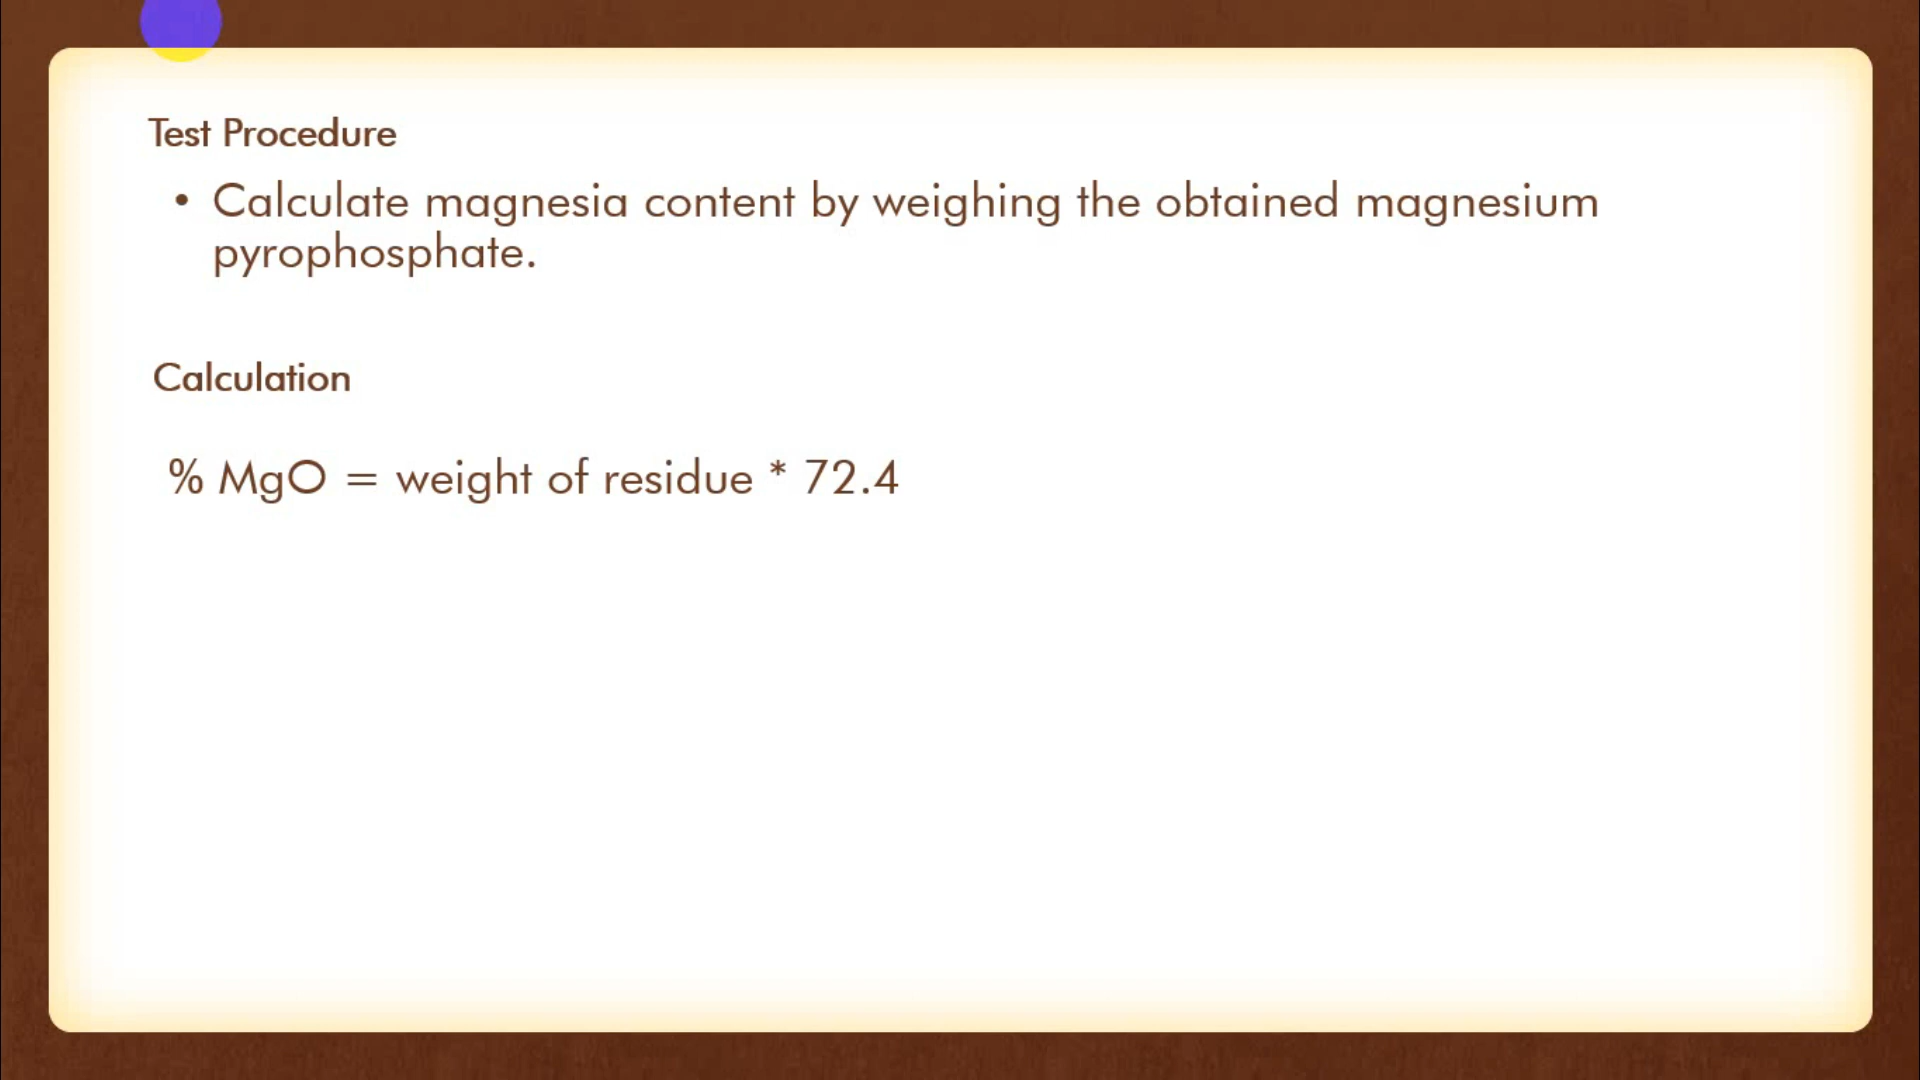 Test Procedure
• Calculate magnesia content by weighing the obtained magnesium
pyrophosphate.
Calculation
% MgO = weight of residue * 72.4